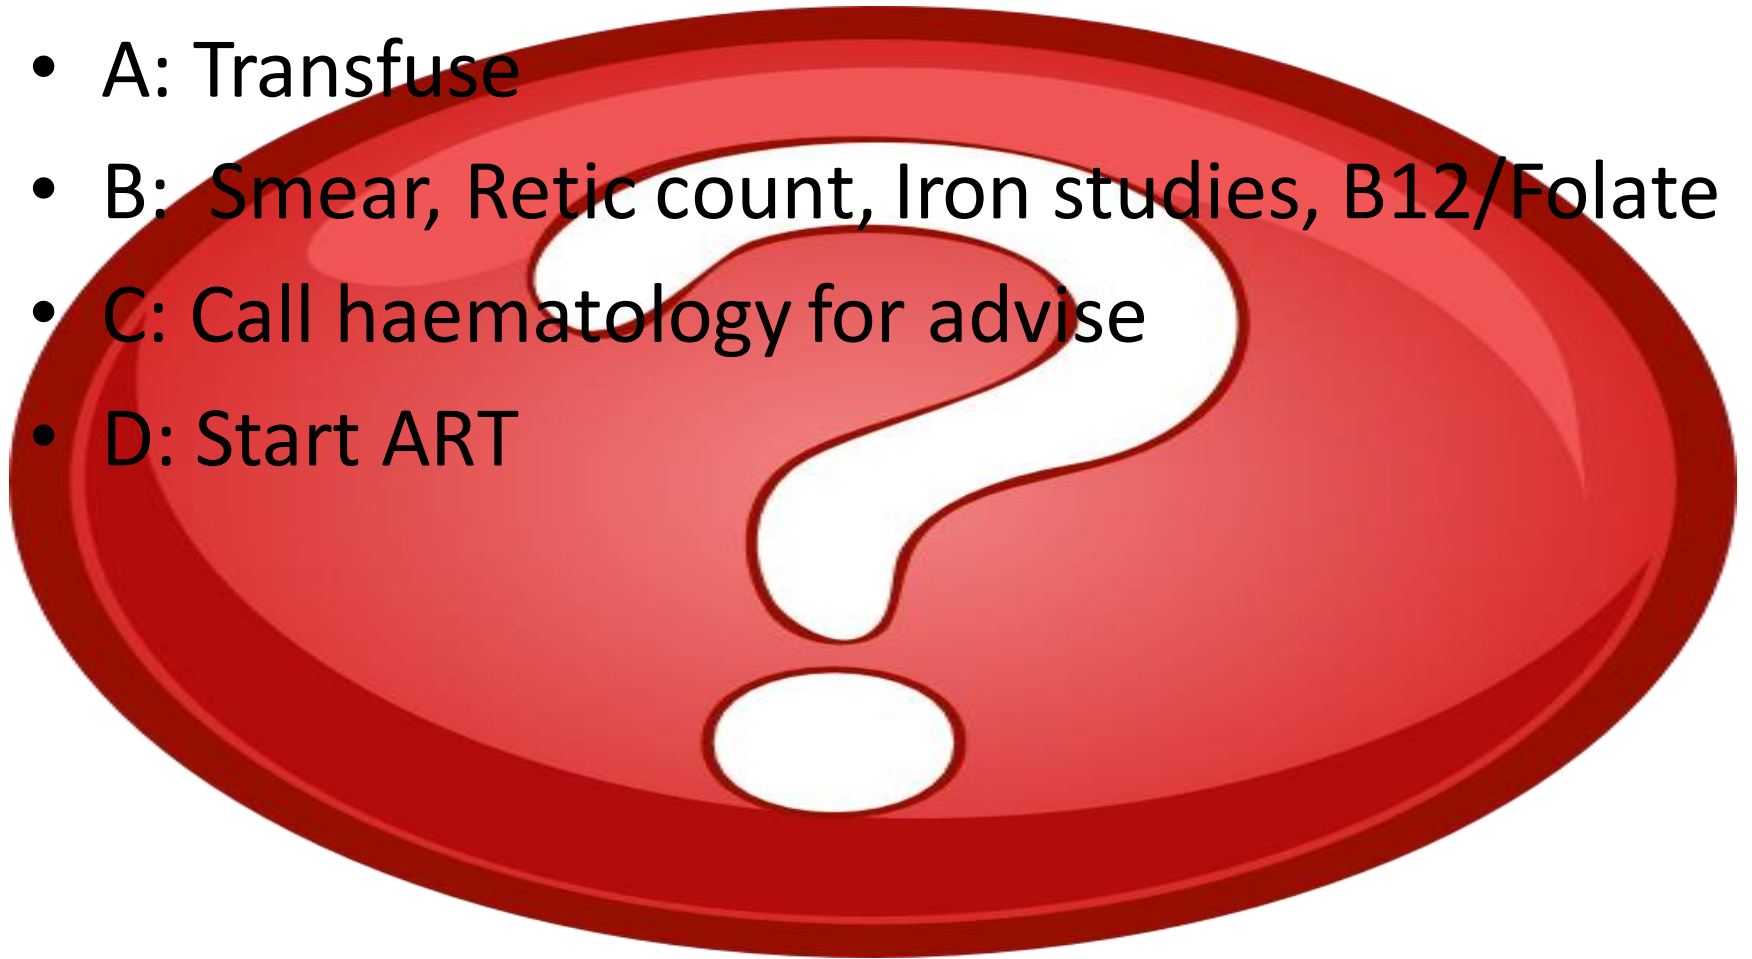 • A: Transfuse
• B:  Smear, Retic count, Iron studies, B12/Folate
• C: Call haematology for advise
• D: Start ART